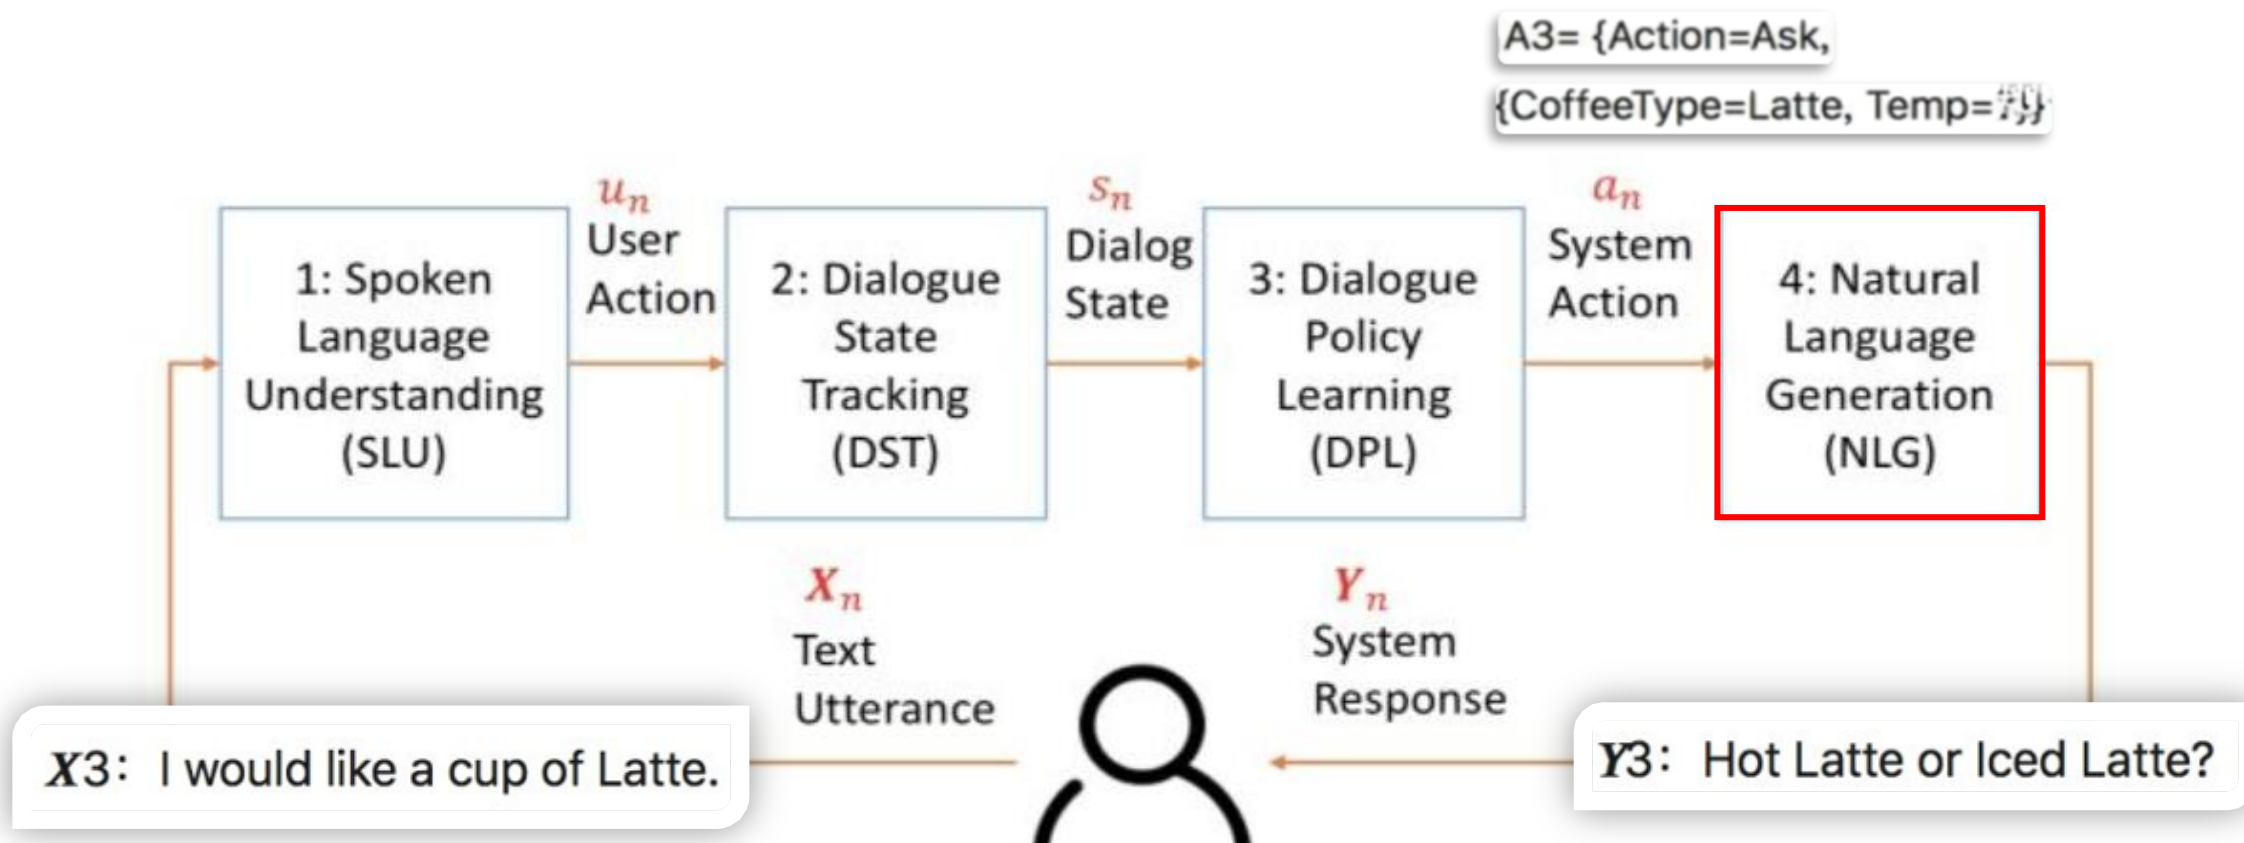 A3= {Action=Ask,
{CoffeeType=Latte, Temp=
uₙ
User
Action
sₙ
Dialog
State
aₙ
System
Action
1: Spoken
Language
Understanding
(SLU)
2: Dialogue
State
Tracking
(DST)
3: Dialogue
Policy
Learning
(DPL)
4: Natural
Language
Generation
(NLG)
Xₙ
Text
Utterance
Yₙ
System
Response
X3: I would like a cup of Latte.
Y3: Hot Latte or Iced Latte?